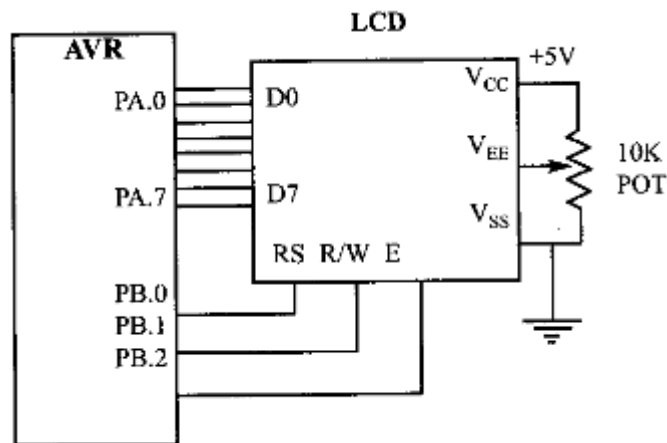 LCD
AVR
+5V
PA.0
D0
VCC
VEE
10K
POT
PA.7
D7
VSS
RS R/W E
PB.0
PB.1
PB.2